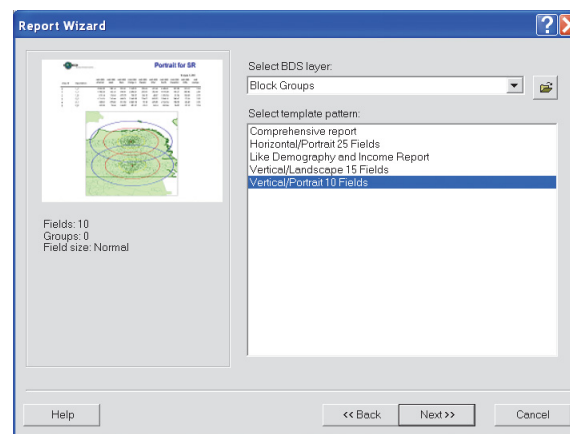 Report Wizard
Portrait for SR
Fields: 10
Groups: 0
Field size: Normal
Select BDS layer:
Block Groups
Select template pattern:
Comprehensive report
Horizontal/Portrait 25 Fields
Like Demography and Income Report
Vertical/Landscape 15 Fields
Vertical/Portrait 10 Fields
Help
<< Back
Next >>
Cancel